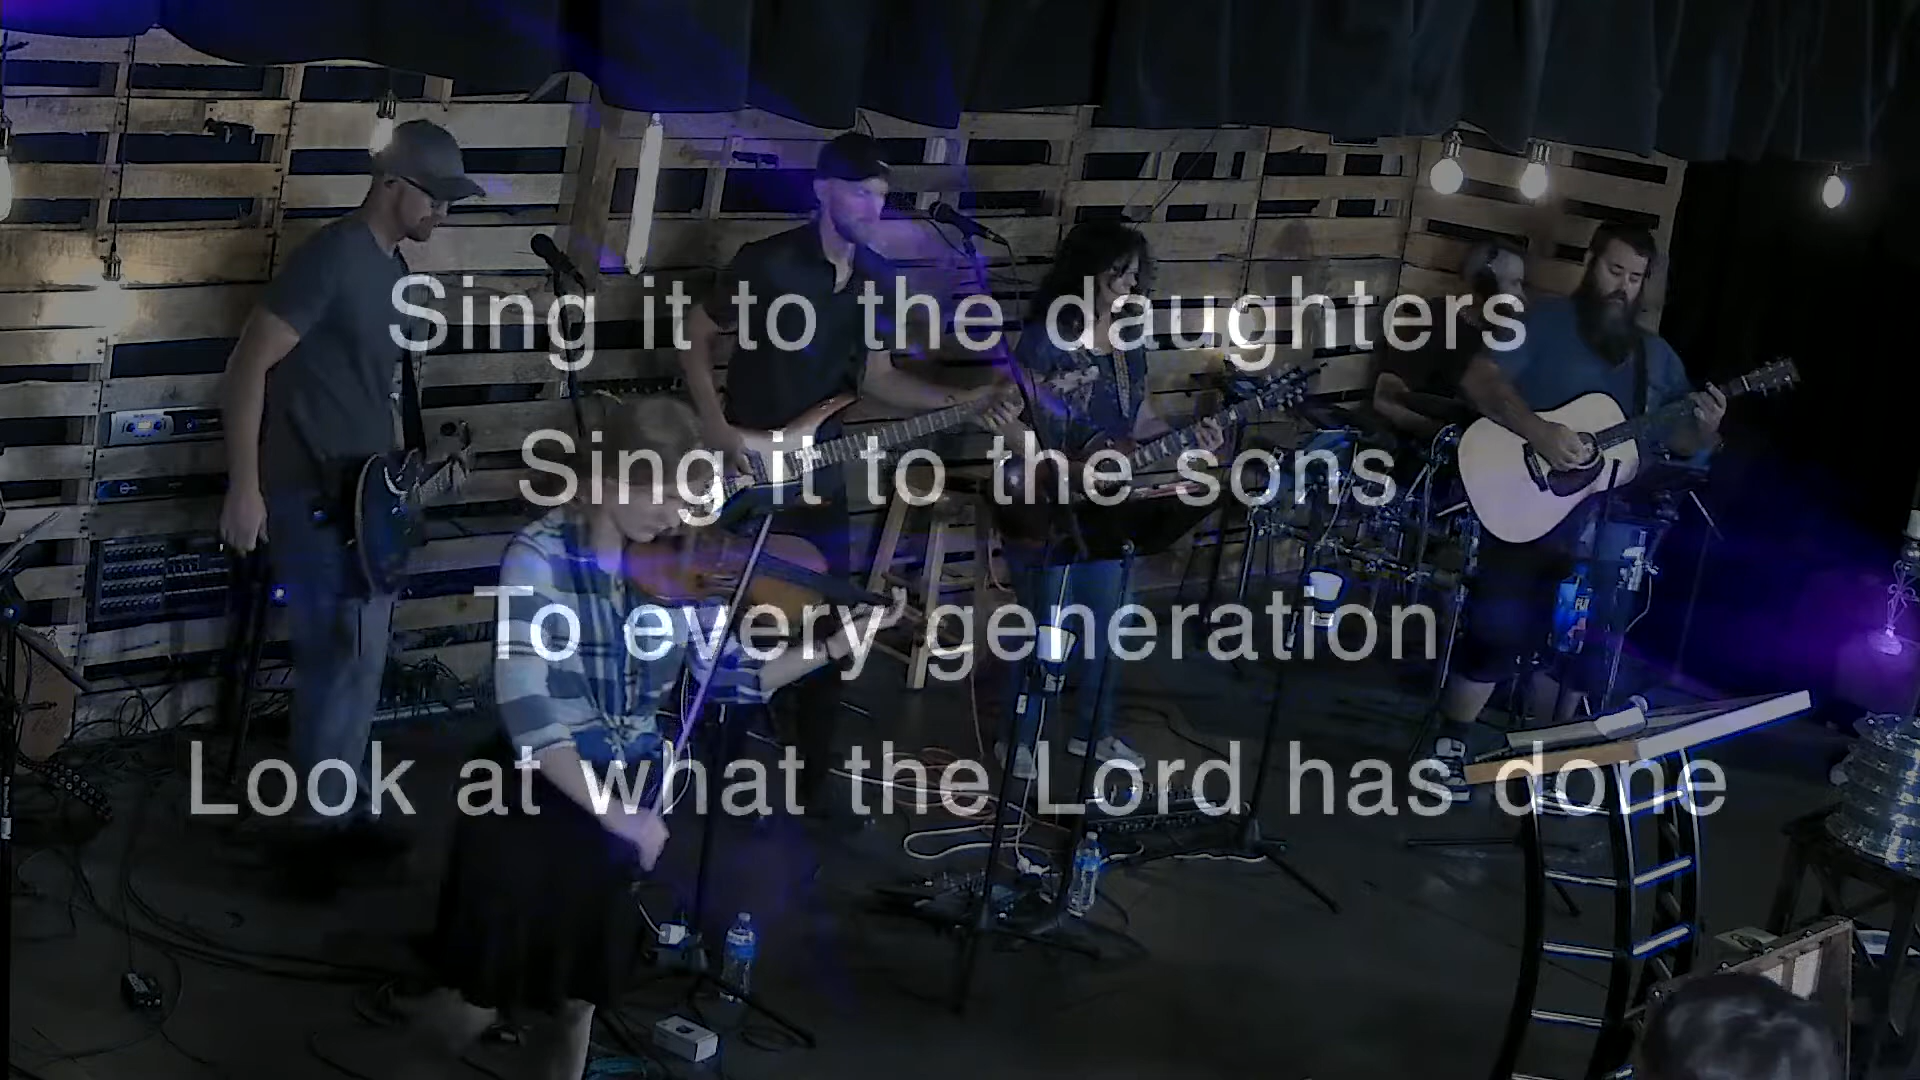 Sing it to the daughters
Sing it to the sons
To every generation
Look at what the Lord has done